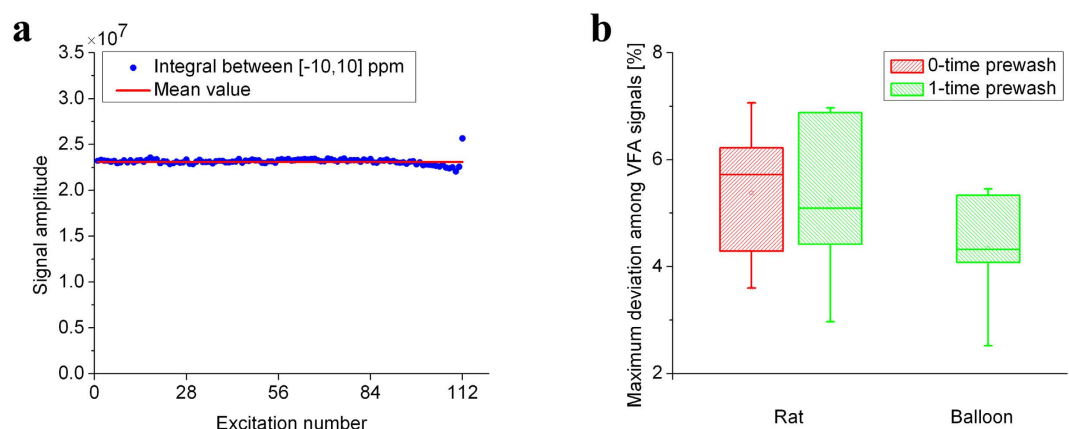 a
×10⁷
3.5
3.0
2.5
2.0
1.5
1.0
0.5
0.0
Signal amplitude
Integral between [-10,10] ppm
Mean value
0 28 56 84 112
Excitation number
b
8
6
4
2
Maximum deviation among VFA signals [%]
0-time prewash
1-time prewash
Rat Balloon